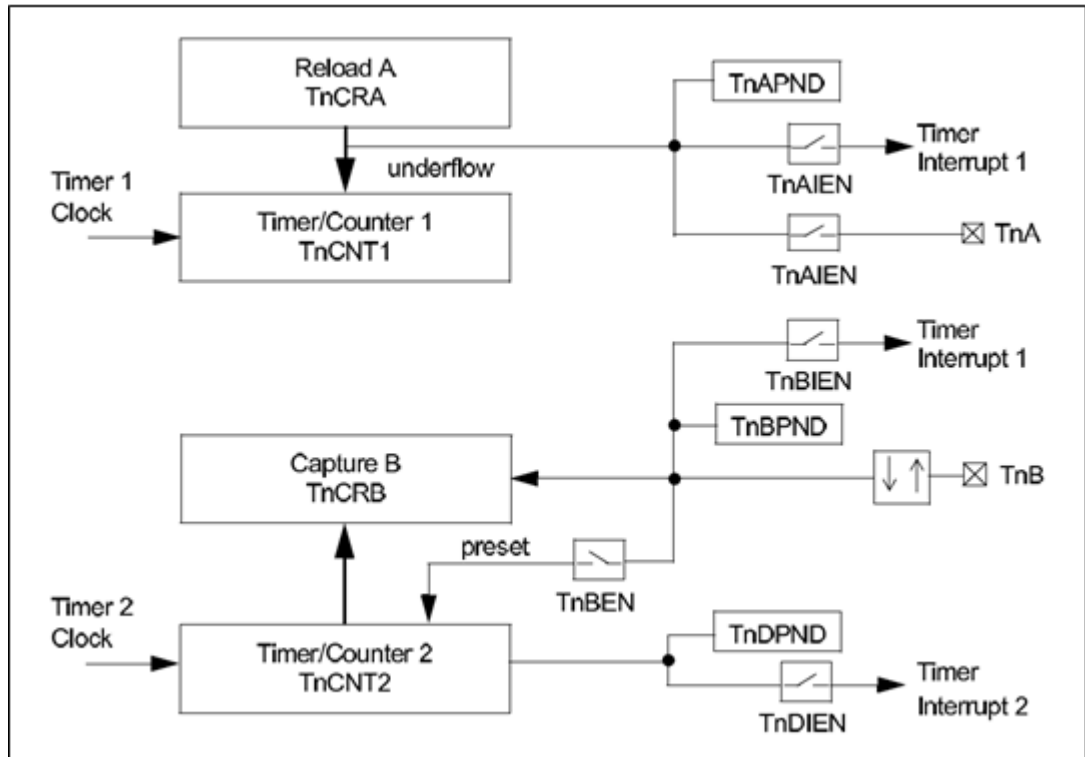 Reload A
TnCRA
TnAPND
underflow
Timer
Interrupt 1
TnAIEN
Timer 1
Clock
Timer/Counter 1
TnCNT1
TnA
TnAIEN
Timer
Interrupt 1
TnBIEN
TnBPND
Capture B
TnCRB
TnB
preset
TnBEN
Timer 2
Clock
Timer/Counter 2
TnCNT2
TnDPND
Timer
Interrupt 2
TnDIEN